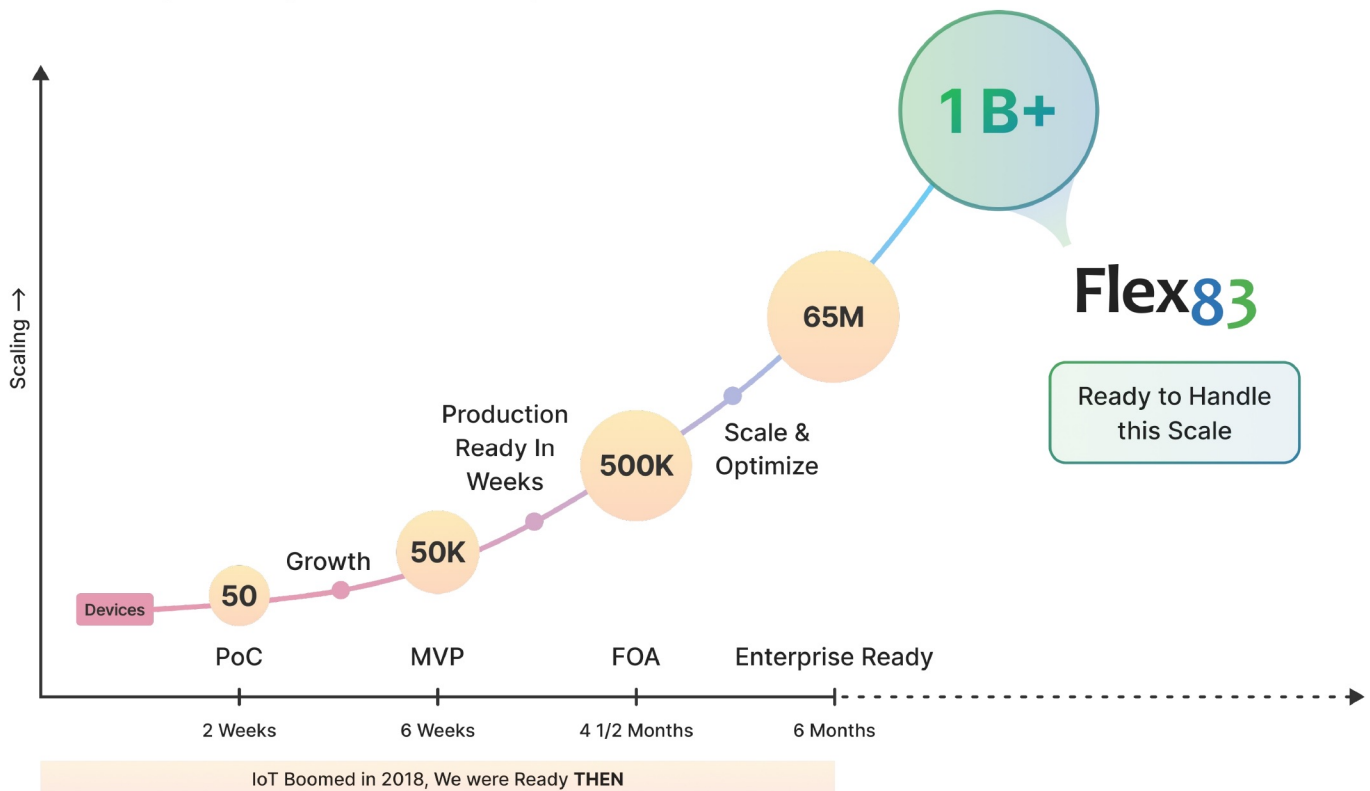 1 B+
Scaling →
65M
Flex83
Ready to Handle
this Scale
Production
Ready In
Weeks
500K
Scale &
Optimize
Growth
50K
50
Devices
PoC
MVP
FOA
Enterprise Ready
2 Weeks
6 Weeks
4 1/2 Months
6 Months
IoT Boomed in 2018, We were Ready THEN